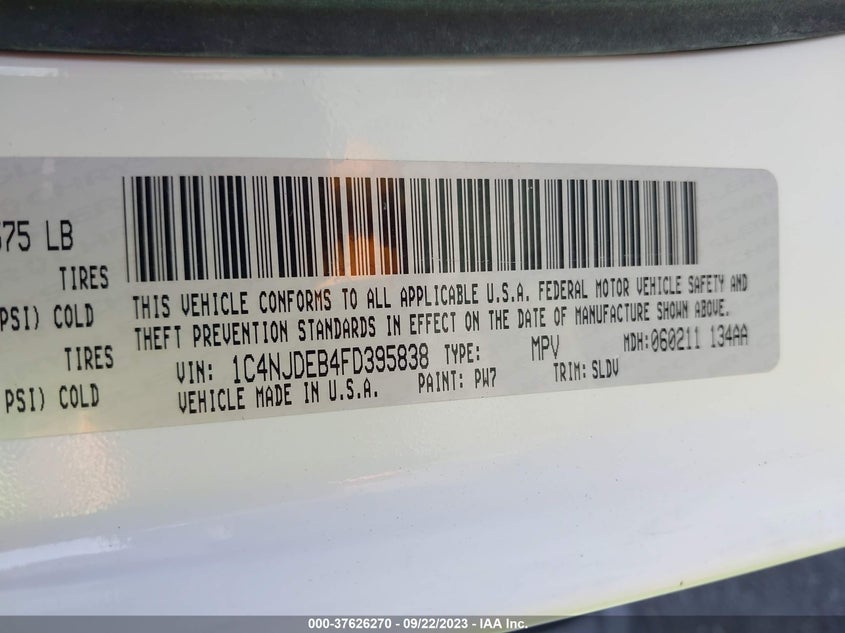 675 LB
TIRES
PSI) COLD
TIRES
PSI) COLD
THIS VEHICLE CONFORMS TO ALL APPLICABLE U.S.A. FEDERAL MOTOR VEHICLE SAFETY AND
THEFT PREVENTION STANDARDS IN EFFECT ON THE DATE OF MANUFACTURE SHOWN ABOVE.
VIN: 1C4NJDEB4FD395838 TYPE: MPV MDH:060211 134AA
VEHICLE MADE IN U.S.A. PAINT: PW7 TRIM: SLDV
000-37626270 - 09/22/2023 - IAA Inc.